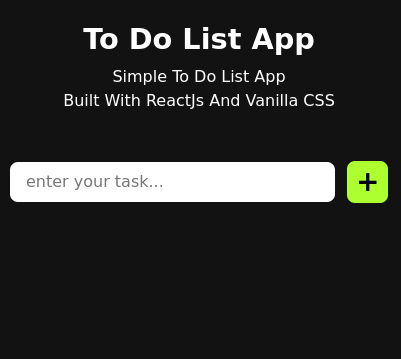 To Do List App
Simple To Do List App
Built With ReactJs And Vanilla CSS
enter your task...
+